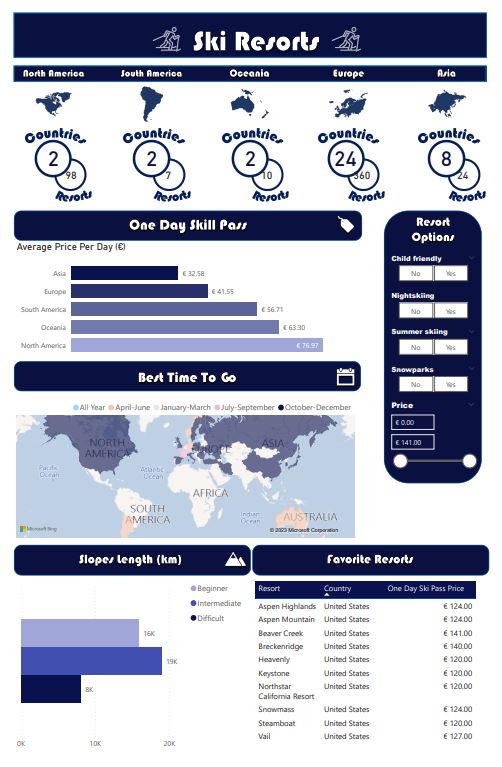 Ski Resorts
North America South America Oceania Europe Asia
Countries Countries Countries Countries Countries
2 2 2 24 8
98 7 10 360 24
Resorts Resorts Resorts Resorts Resorts
One Day Skill Pass
Average Price Per Day (€)
Asia € 32.58
Europe € 41.55
South America € 56.71
Oceania € 63.30
North America € 76.97
Resort
Options
Child friendly
No Yes
Nightskiing
No Yes
Summer skiing
No Yes
Snowparks
No Yes
Price
€ 0.00
€ 141.00
Best Time To Go
All Year April-June January-March July-September October-December
NORTH
AMERICA
EUROPE
ASIA
Pacific
Ocean
Atlantic
Ocean
AFRICA
SOUTH
AMERICA
Indian
Ocean
AUSTRALIA
Microsoft Bing
© 2023 Microsoft Corporation
Slopes Length (km)
Beginner
Intermediate
Difficult
16K
19K
8K
0K 10K 20K
Favorite Resorts
Resort Country One Day Ski Pass Price
Aspen Highlands United States € 124.00
Aspen Mountain United States € 124.00
Beaver Creek United States € 141.00
Breckenridge United States € 140.00
Heavenly United States € 120.00
Keystone United States € 120.00
Northstar United States € 120.00
California Resort
Snowmass United States € 124.00
Steamboat United States € 120.00
Vail United States € 127.00